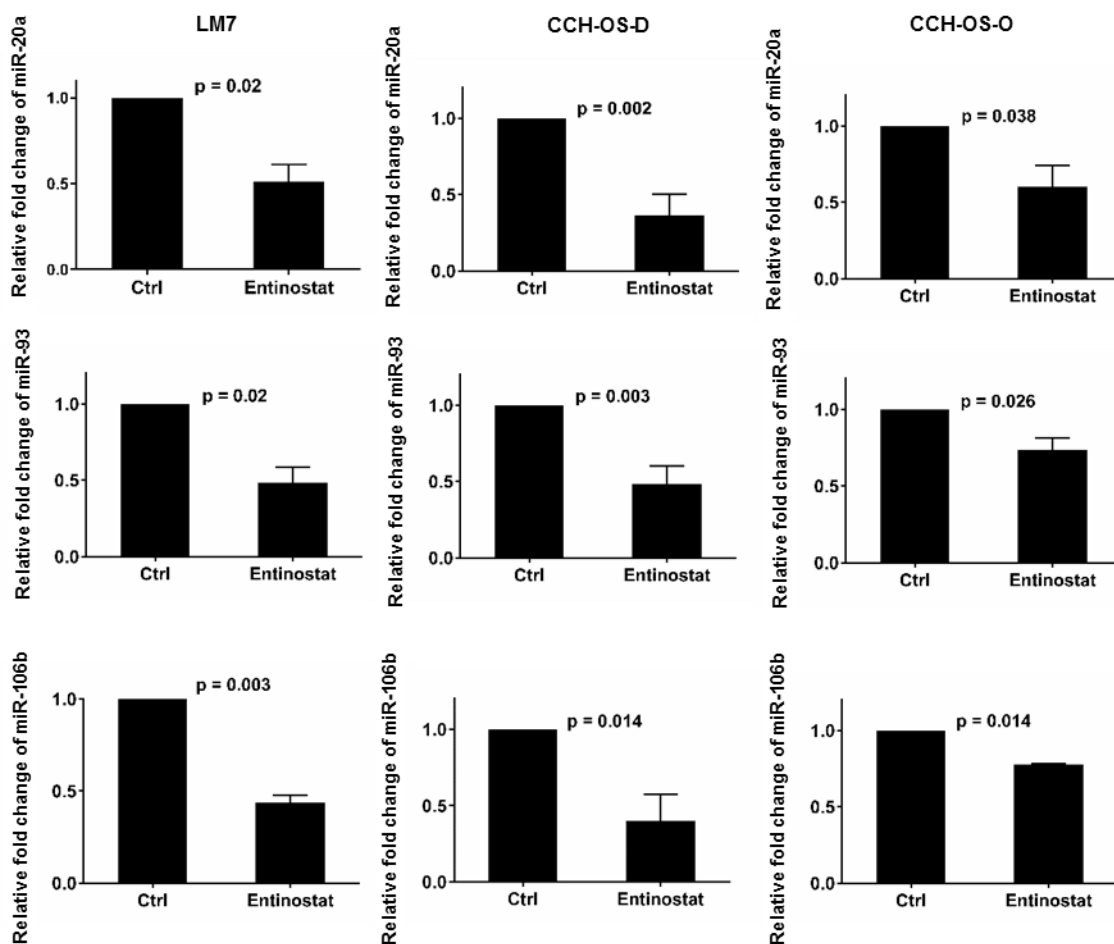 LM7
CCH-OS-D
CCH-OS-O
Relative fold change of miR-20a
1.0
0.5
0.0
p = 0.02
Ctrl
Entinostat
Relative fold change of miR-20a
1.0
0.5
0.0
p = 0.002
Ctrl
Entinostat
Relative fold change of miR-20a
1.0
0.5
0.0
p = 0.038
Ctrl
Entinostat
Relative fold change of miR-93
1.0
0.5
0.0
p = 0.02
Ctrl
Entinostat
Relative fold change of miR-93
1.0
0.5
0.0
p = 0.003
Ctrl
Entinostat
Relative fold change of miR-93
1.0
0.5
0.0
p = 0.026
Ctrl
Entinostat
Relative fold change of miR-106b
1.0
0.5
0.0
p = 0.003
Ctrl
Entinostat
Relative fold change of miR-106b
1.0
0.5
0.0
p = 0.014
Ctrl
Entinostat
Relative fold change of miR-106b
1.0
0.5
0.0
p = 0.014
Ctrl
Entinostat